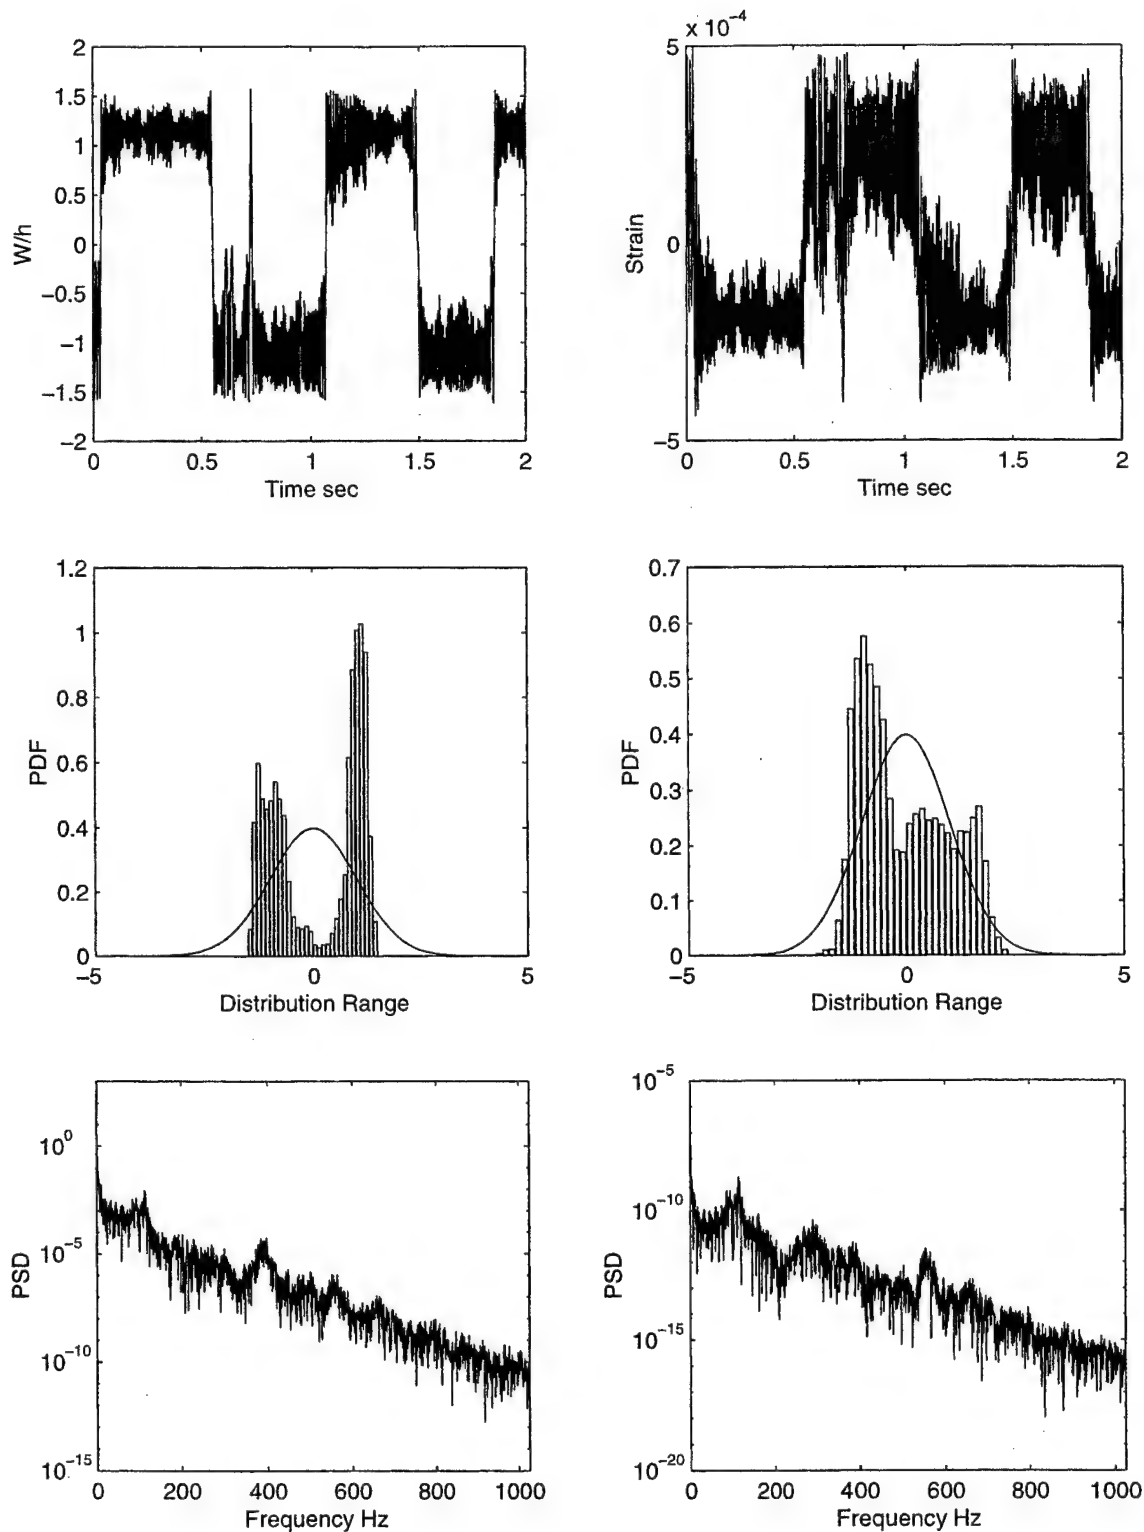 2
1.5
1
0.5
0
−0.5
−1
−1.5
−2
W/h
0 0.5 1 1.5 2
Time sec
x 10⁻⁴
5
0
−5
Strain
0 0.5 1 1.5 2
Time sec
1.2
1
0.8
0.6
0.4
0.2
0
PDF
−5 0 5
Distribution Range
0.7
0.6
0.5
0.4
0.3
0.2
0.1
0
PDF
−5 0 5
Distribution Range
10⁰
10⁻⁵
10⁻¹⁰
10⁻¹⁵
PSD
0 200 400 600 800 1000
Frequency Hz
10⁻⁵
10⁻¹⁰
10⁻¹⁵
10⁻²⁰
PSD
0 200 400 600 800 1000
Frequency Hz